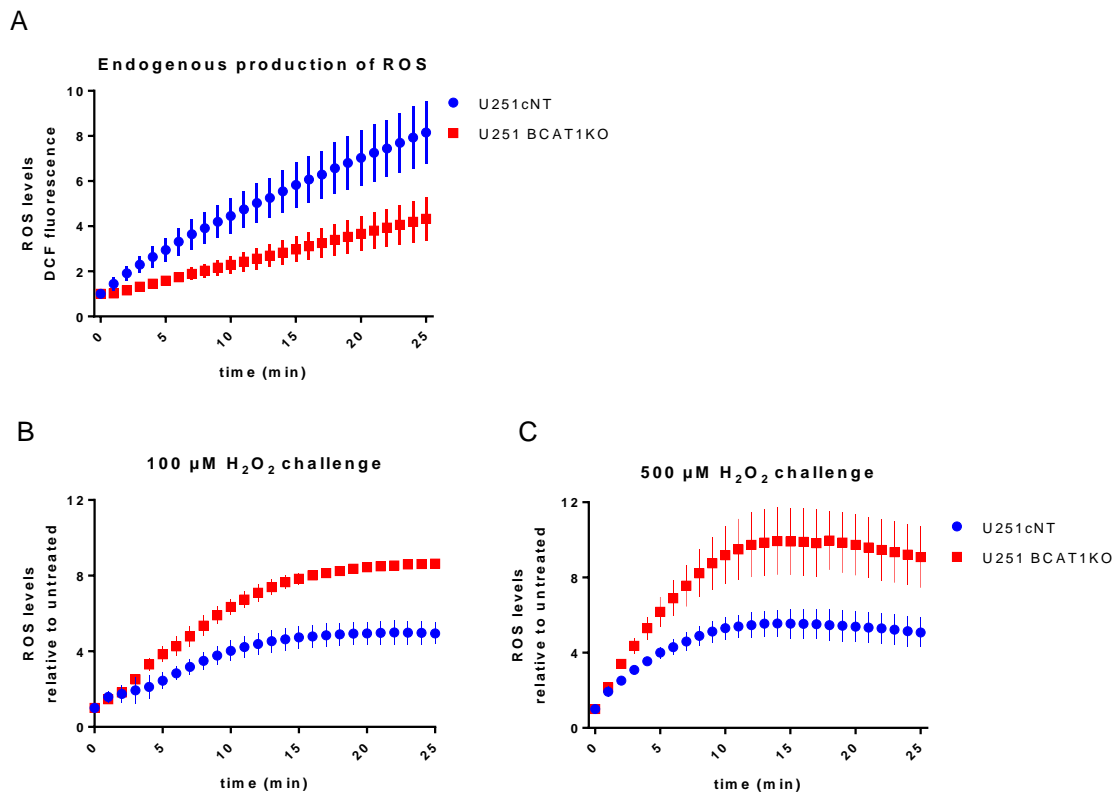 A
Endogenous production of ROS
U251cNT
U251 BCAT1KO
ROS levels
DCF fluorescence
10
8
6
4
2
0
0
5
10
15
20
25
time (min)
B
100 µM H₂O₂ challenge
ROS levels
relative to untreated
12
8
4
0
0
5
10
15
20
25
time (min)
C
500 µM H₂O₂ challenge
U251cNT
U251 BCAT1KO
ROS levels
relative to untreated
12
8
4
0
0
5
10
15
20
25
time (min)